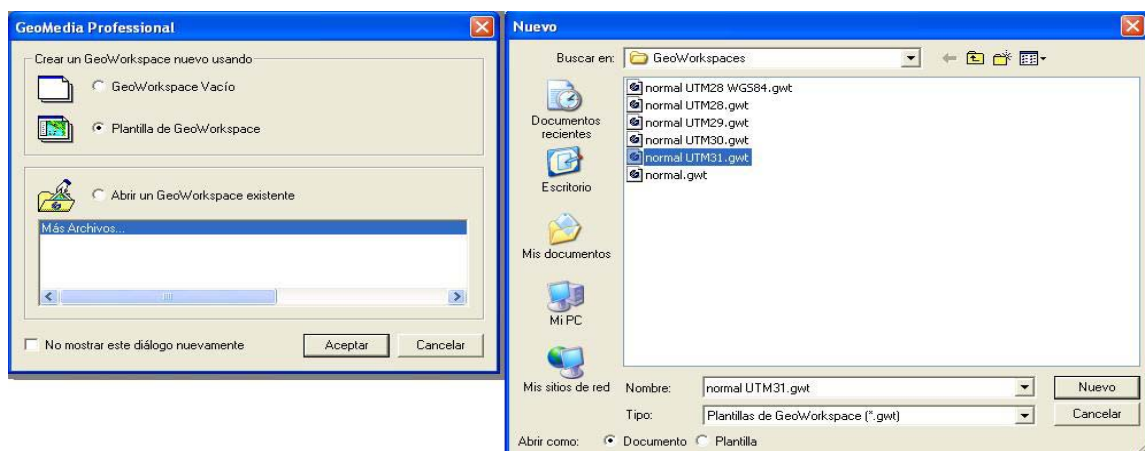 GeoMedia Professional
Crear un GeoWorkspace nuevo usando
GeoWorkspace Vacío
Plantilla de GeoWorkspace
Abrir un GeoWorkspace existente
Más Archivos...
No mostrar este diálogo nuevamente
Aceptar
Cancelar
Nuevo
Buscar en:
GeoWorkspaces
Documentos recientes
Escritorio
Mis documentos
Mi PC
Mis sitios de red
normal UTM28 WGS84.gwt
normal UTM28.gwt
normal UTM29.gwt
normal UTM30.gwt
normal UTM31.gwt
normal.gwt
Nombre:
normal UTM31.gwt
Nuevo
Tipo:
Plantillas de GeoWorkspace (*.gwt)
Cancelar
Abrir como:
Documento
Plantilla